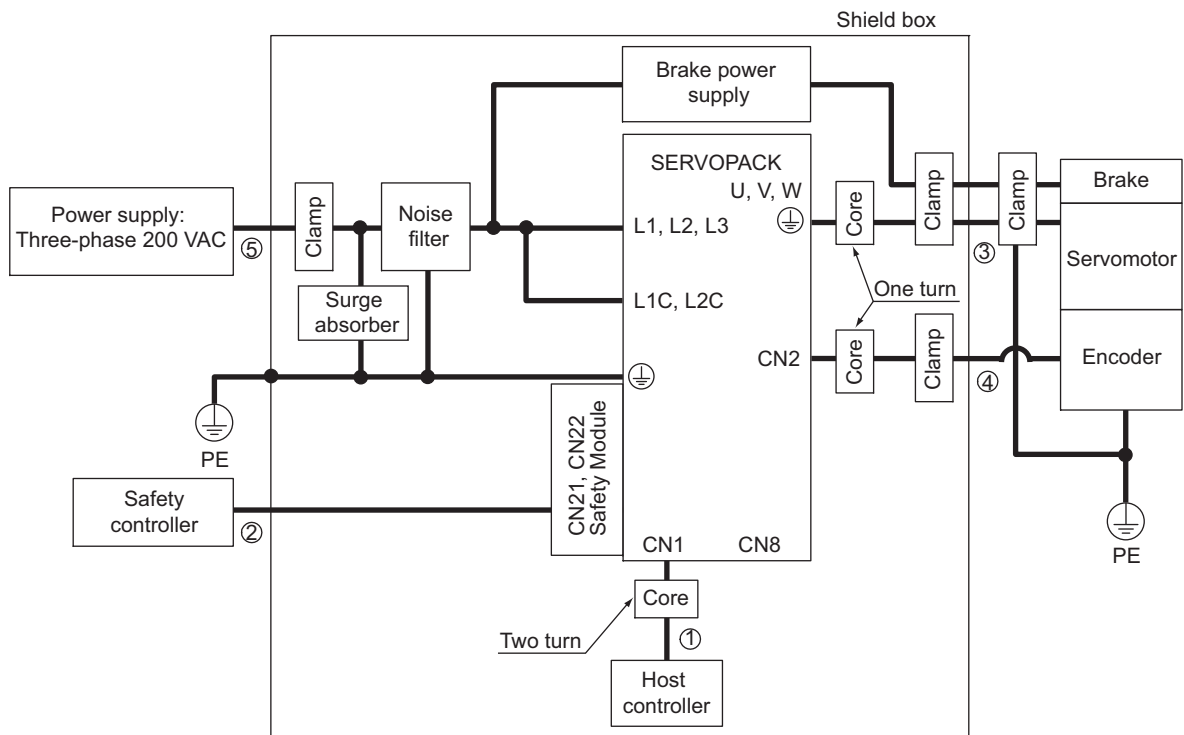 Shield box
Brake power
supply
SERVOPACK
U, V, W
Power supply:
Three-phase 200 VAC
⑤
Clamp
Noise
filter
L1, L2, L3
Core
Clamp
Clamp
Brake
③
Servomotor
Surge
absorber
L1C, L2C
One turn
CN2
Core
Clamp
④
Encoder
PE
Safety
controller
②
CN21, CN22
Safety Module
PE
CN1
CN8
Core
Two turn
①
Host
controller